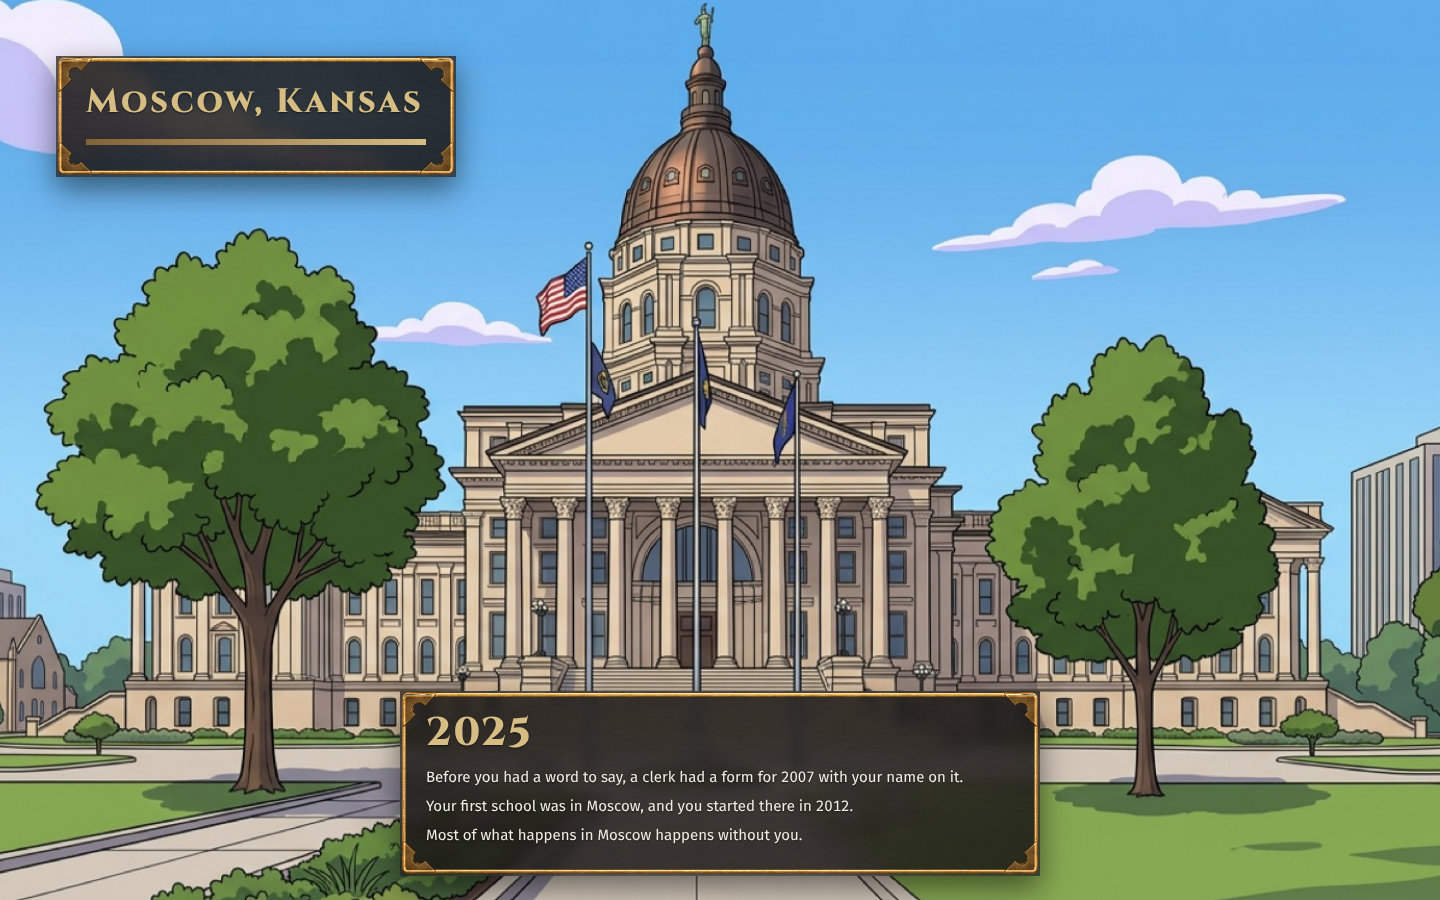 Moscow, Kansas
2025
Before you had a word to say, a clerk had a form for 2007 with your name on it.
Your first school was in Moscow, and you started there in 2012.
Most of what happens in Moscow happens without you.